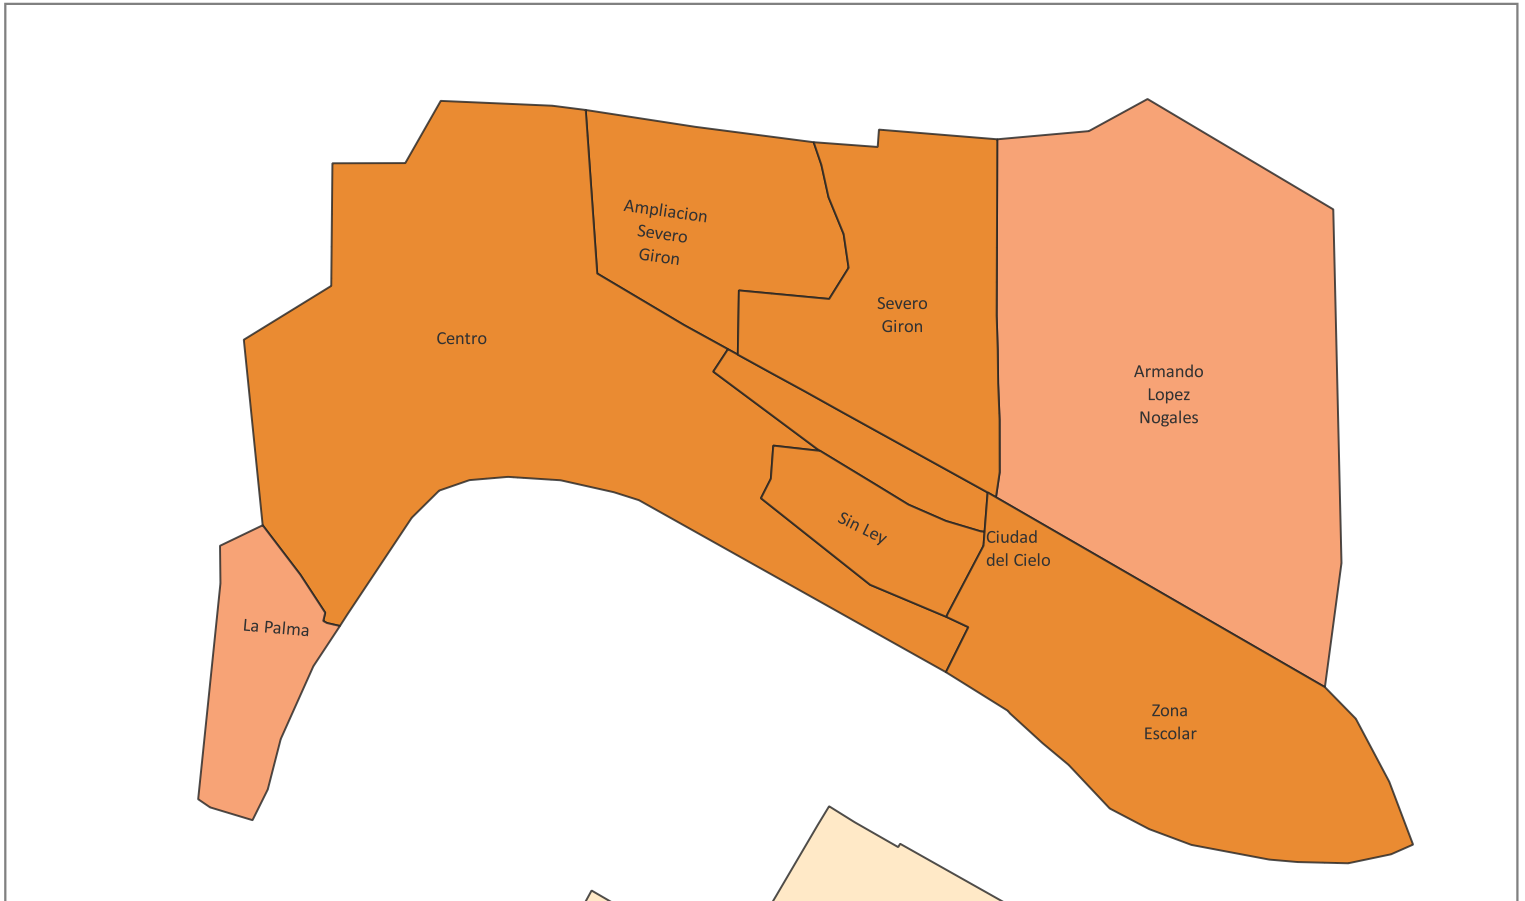 Ampliacion
Severo
Giron
Severo
Giron
Centro
Armando
Lopez
Nogales
Sin Ley
Ciudad
del Cielo
La Palma
Zona
Escolar